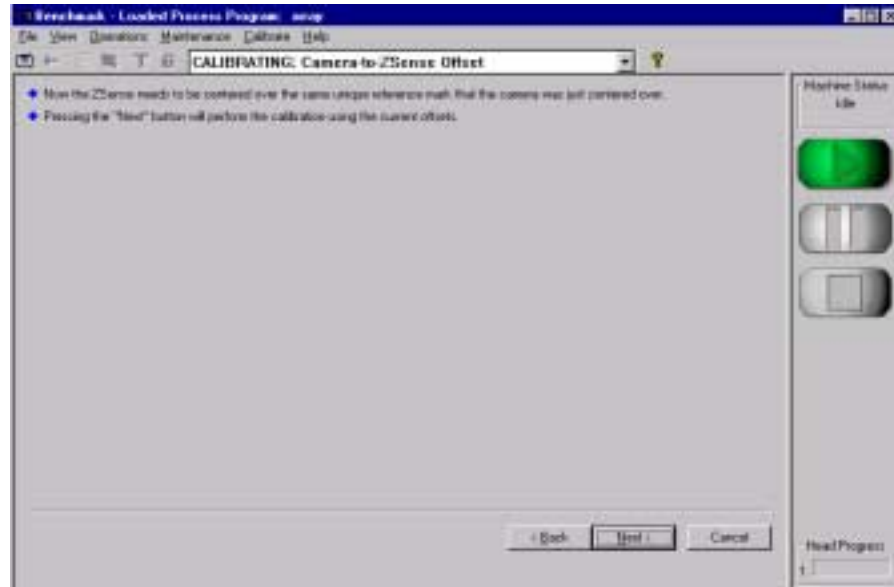 Benchmark - Loaded Process Program: array
File View Operations Maintenance Calibrate Help
CALIBRATING: Camera-to-ZSense Offset
Now the ZSense needs to be centered over the same unique reference mark that the camera was just centered over.
Pressing the "Next" button will perform the calibration using the current offsets.
Machine Status
Idle
< Back
Next >
Cancel
Head Progress
1